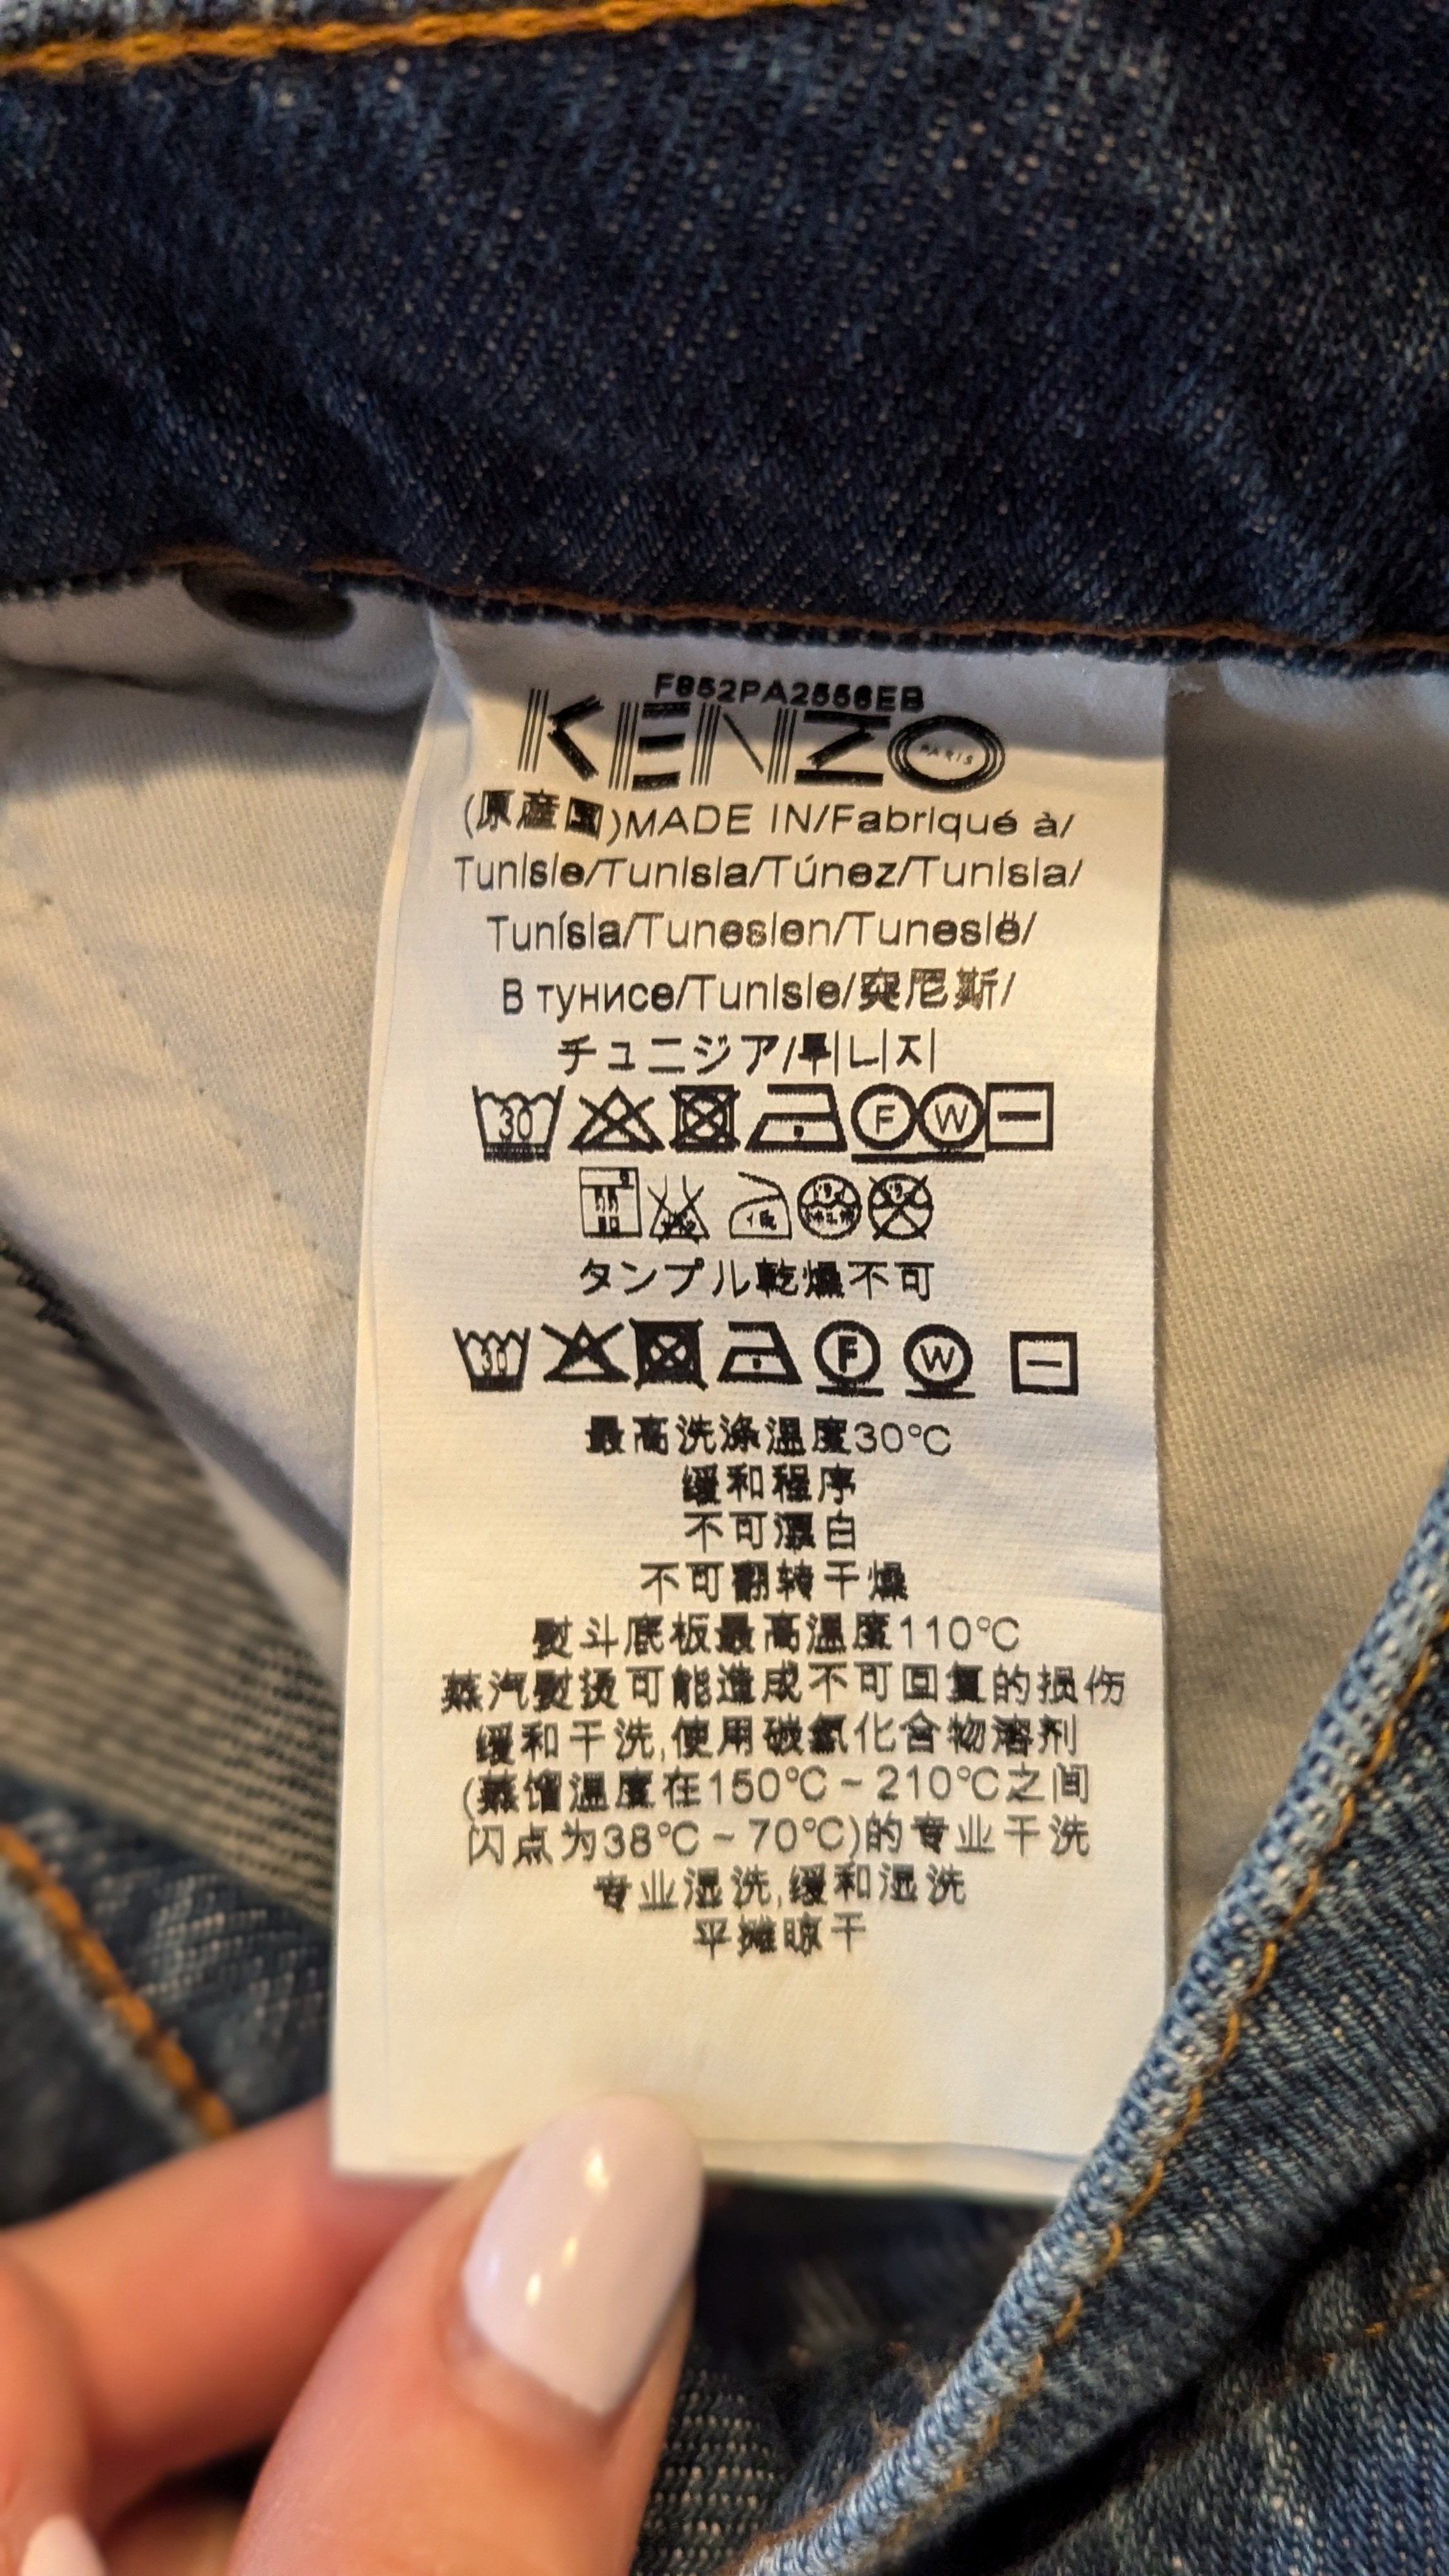 F852PA2556EB
KENZO
PARIS
(原産国)MADE IN/Fabriqué à/
Tunisie/Tunisia/Túnez/Tunisia/
Tunísia/Tunesien/Tunesië/
В тунисе/Tunisie/突尼斯/
チュニジア/튀니지
30
F W
タンブル乾燥不可
30
F W
最高洗涤温度30℃
缓和程序
不可漂白
不可翻转干燥
熨斗底板最高温度110℃
蒸汽熨烫可能造成不可回复的损伤
缓和干洗,使用碳氢化合物溶剂
(蒸馏温度在150℃~210℃之间
闪点为38℃~70℃)的专业干洗
专业湿洗,缓和湿洗
平摊晾干